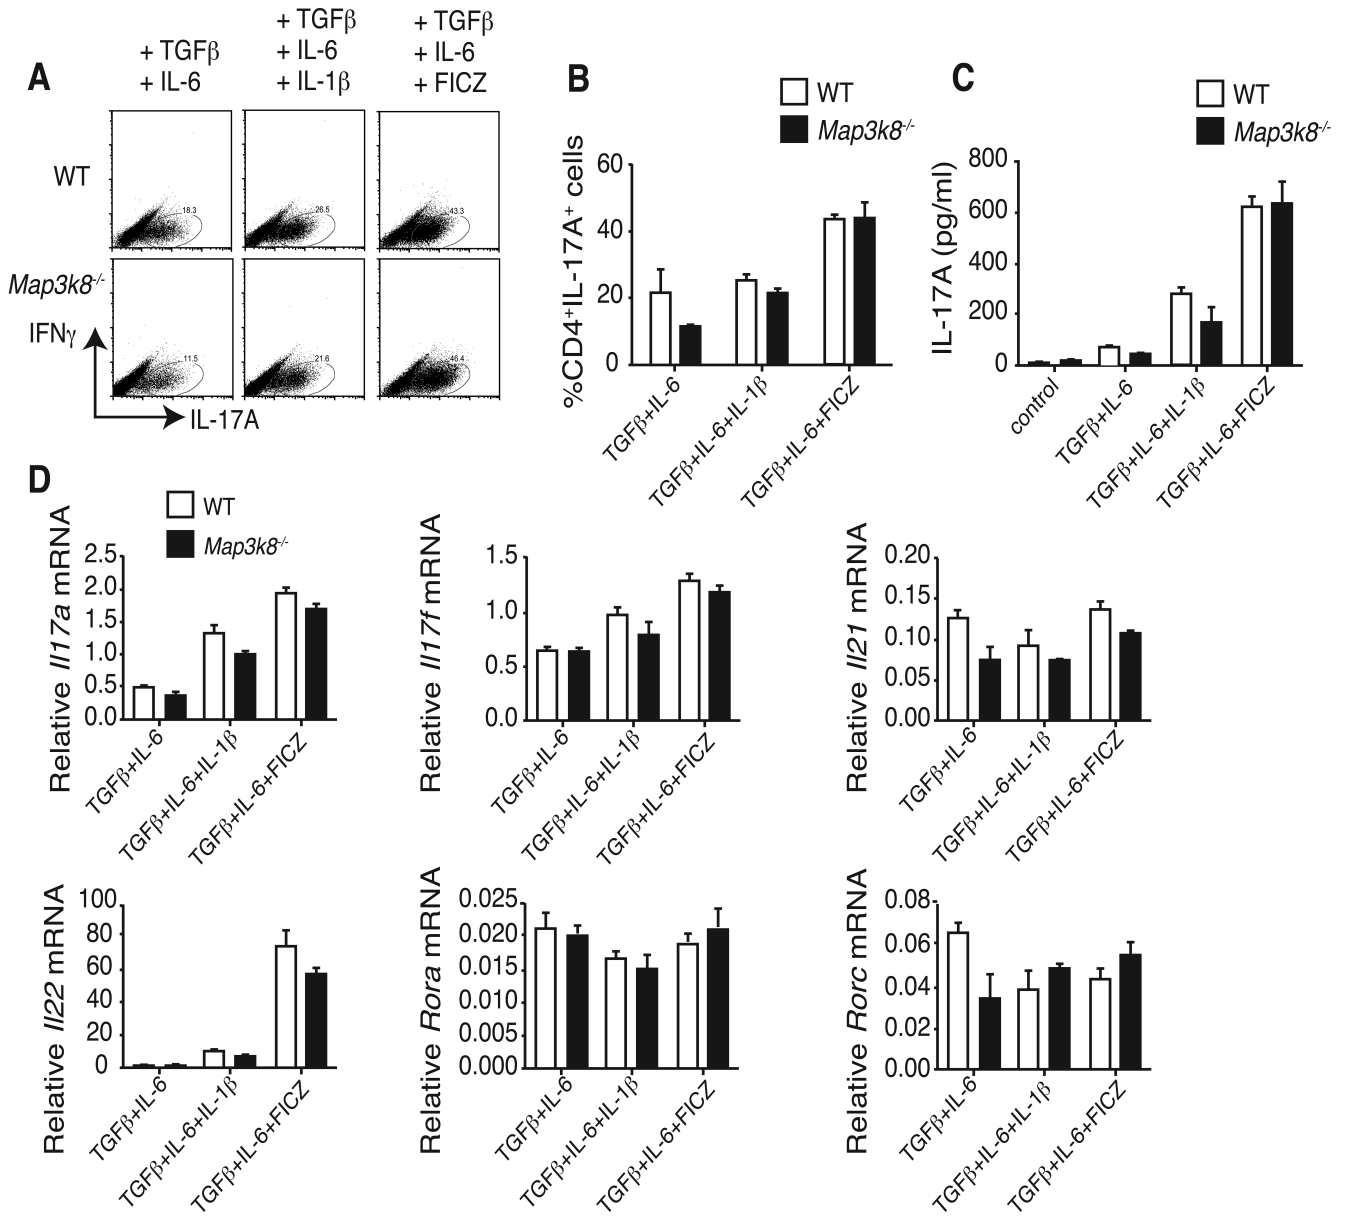 A
+ TGFβ
+ IL-6
+ TGFβ
+ IL-6
+ IL-1β
+ TGFβ
+ IL-6
+ FICZ
WT
18.3
26.5
43.3
Map3k8-/-
11.5
21.6
46.4
IFNγ
IL-17A
B
WT
Map3k8-/-
%CD4+IL-17A+ cells
60
40
20
0
TGFβ+IL-6
TGFβ+IL-6+IL-1β
TGFβ+IL-6+FICZ
C
WT
Map3k8-/-
IL-17A (pg/ml)
800
600
400
200
0
control
TGFβ+IL-6
TGFβ+IL-6+IL-1β
TGFβ+IL-6+FICZ
D
WT
Map3k8-/-
Relative Il17a mRNA
2.5
2.0
1.5
1.0
0.5
0.0
TGFβ+IL-6
TGFβ+IL-6+IL-1β
TGFβ+IL-6+FICZ
Relative Il17f mRNA
1.5
1.0
0.5
0.0
TGFβ+IL-6
TGFβ+IL-6+IL-1β
TGFβ+IL-6+FICZ
Relative Il21 mRNA
0.20
0.15
0.10
0.05
0.00
TGFβ+IL-6
TGFβ+IL-6+IL-1β
TGFβ+IL-6+FICZ
Relative Il22 mRNA
100
80
60
40
20
0
TGFβ+IL-6
TGFβ+IL-6+IL-1β
TGFβ+IL-6+FICZ
Relative Rora mRNA
0.025
0.020
0.015
0.010
0.005
0.000
TGFβ+IL-6
TGFβ+IL-6+IL-1β
TGFβ+IL-6+FICZ
Relative Rorc mRNA
0.08
0.06
0.04
0.02
0.00
TGFβ+IL-6
TGFβ+IL-6+IL-1β
TGFβ+IL-6+FICZ